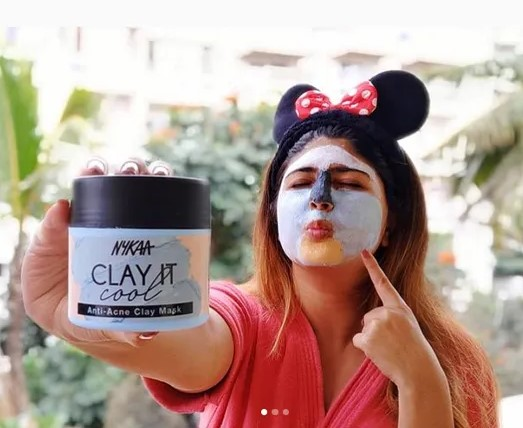 NYKAA
CLAY IT
cool
Anti-Acne Clay Mask